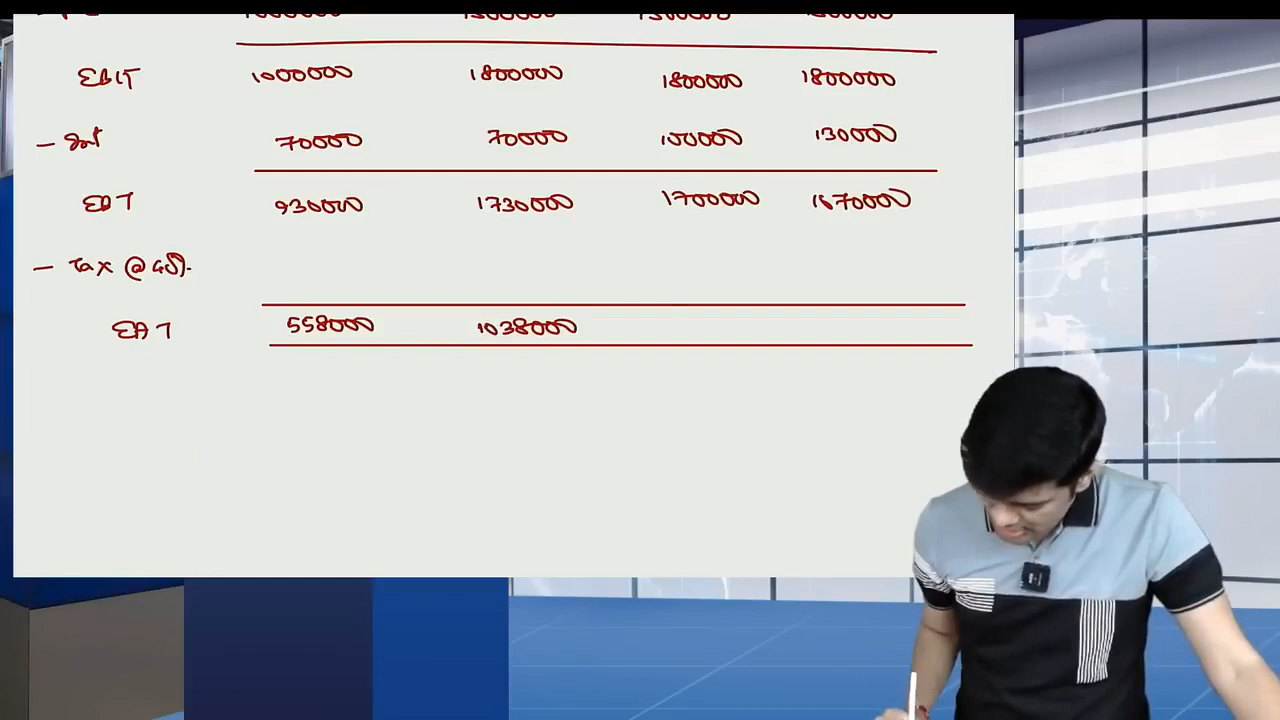 EBIT 1000000 1800000 1800000 1800000
- Int 70000 70000 100000 130000
EBT 930000 1730000 1700000 1670000
- Tax @ 40%.
EAT 558000 1038000